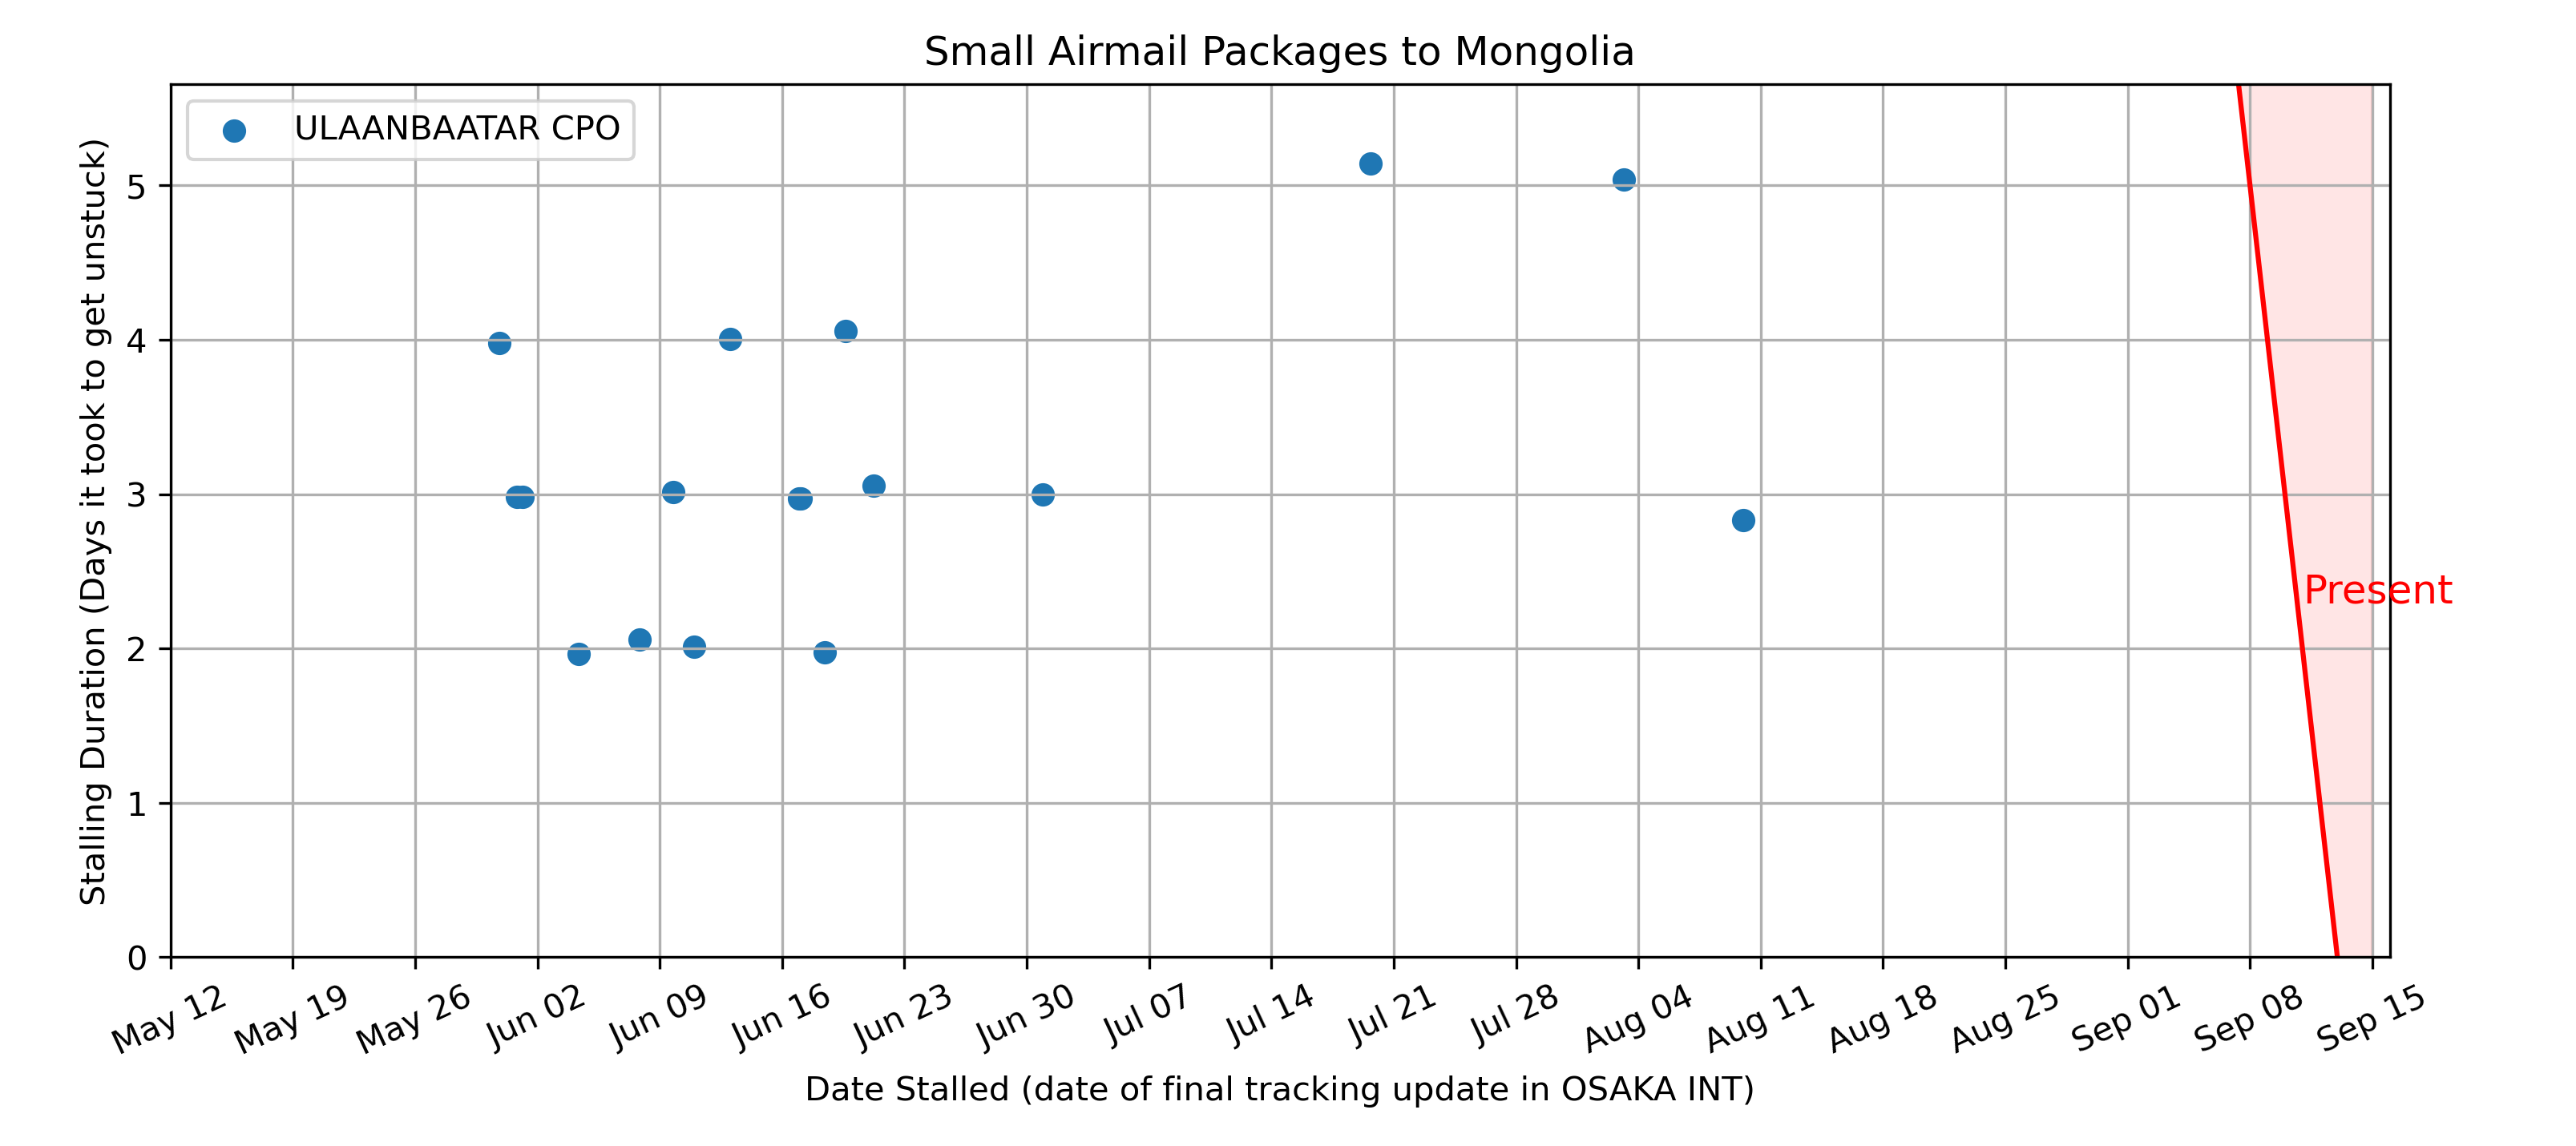 Small Airmail Packages to Mongolia
ULAANBAATAR CPO
Stalling Duration (Days it took to get unstuck)
5
4
3
2
1
0
Present
May 12
May 19
May 26
Jun 02
Jun 09
Jun 16
Jun 23
Jun 30
Jul 07
Jul 14
Jul 21
Jul 28
Aug 04
Aug 11
Aug 18
Aug 25
Sep 01
Sep 08
Sep 15
Date Stalled (date of final tracking update in OSAKA INT)